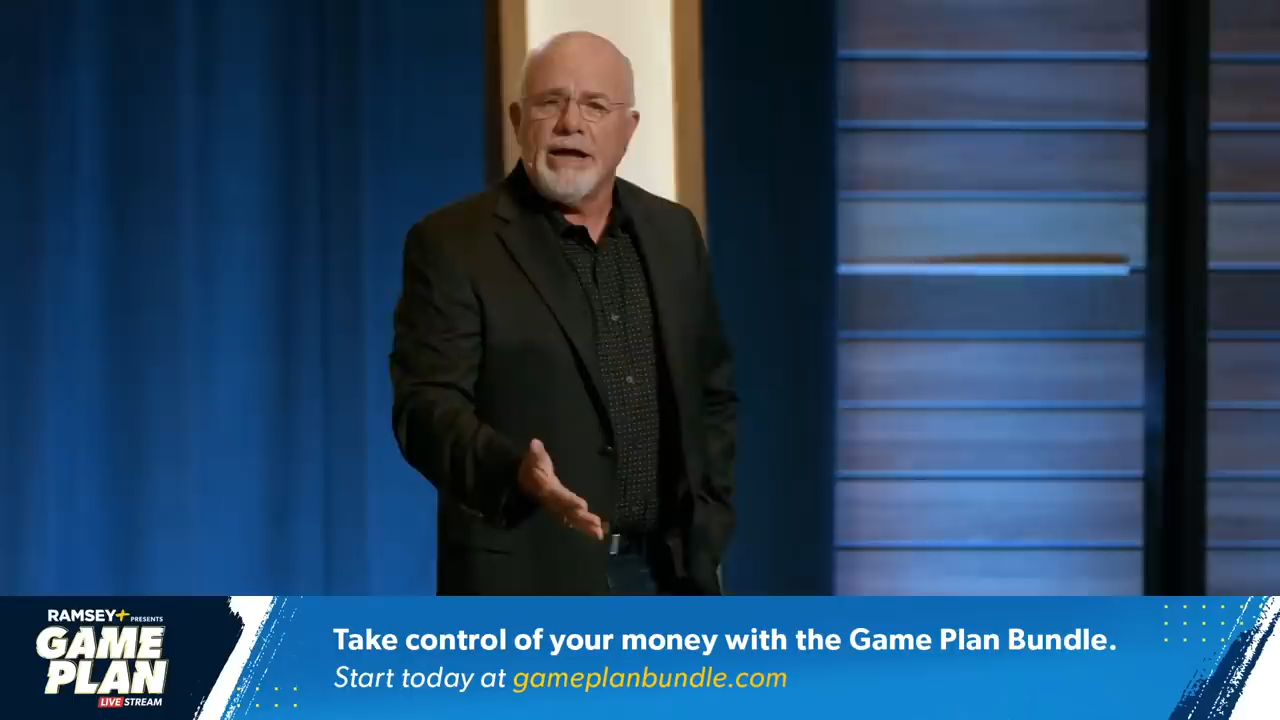 RAMSEY+ PRESENTS
GAME
PLAN
LIVE STREAM
Take control of your money with the Game Plan Bundle.
Start today at gameplanbundle.com